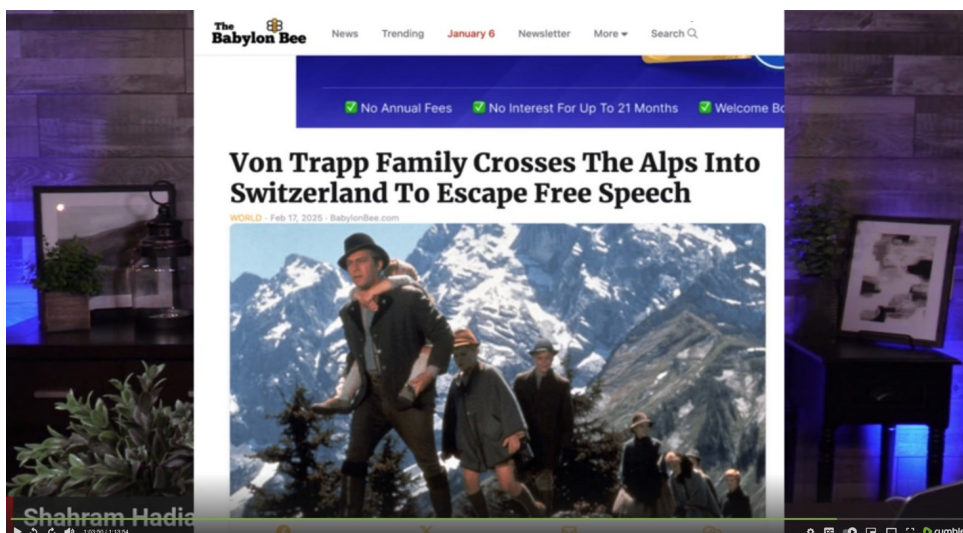 The
Babylon Bee
News Trending January 6 Newsletter More Search
No Annual Fees No Interest For Up To 21 Months Welcome Bo
Von Trapp Family Crosses The Alps Into
Switzerland To Escape Free Speech
WORLD · Feb 17, 2025 · BabylonBee.com
Shahram Hadia
rumble